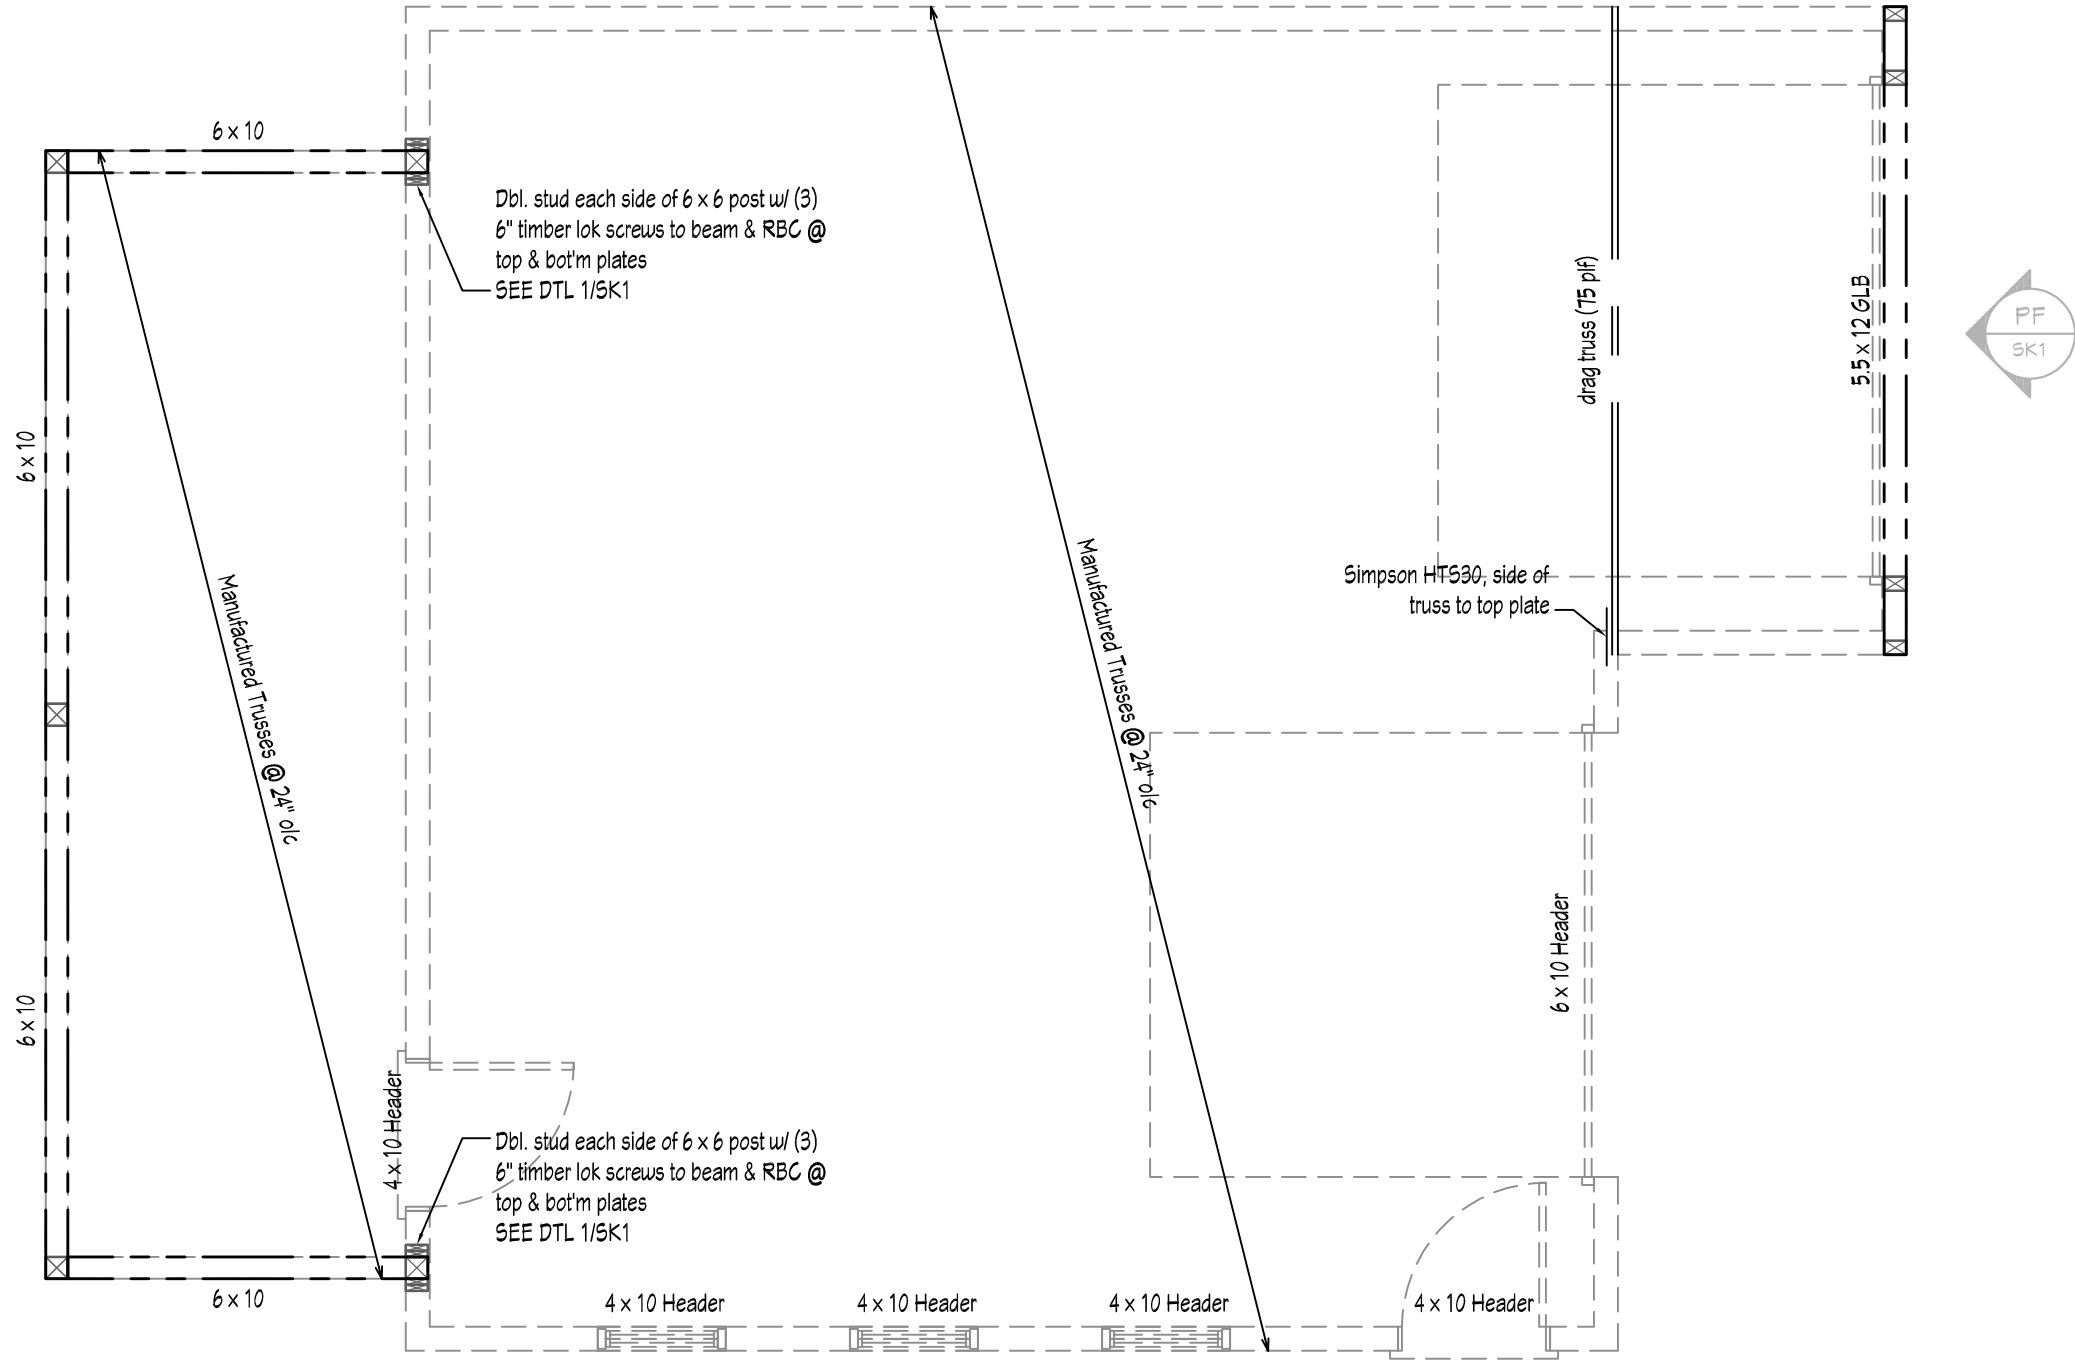 6 x 10
Dbl. stud each side of 6 x 6 post w/ (3)
6" timber lok screws to beam & RBC @
top & bot'm plates
SEE DTL 1/SK1
drag truss (75 plf)
5.5 x 12 GLB
PF
SK1
6 x 10
Manufactured Trusses @ 24" o/c
Manufactured Trusses @ 24" o/c
Simpson HTS30, side of
truss to top plate
6 x 10 Header
6 x 10
4 x 10 Header
Dbl. stud each side of 6 x 6 post w/ (3)
6" timber lok screws to beam & RBC @
top & bot'm plates
SEE DTL 1/SK1
6 x 10
4 x 10 Header
4 x 10 Header
4 x 10 Header
4 x 10 Header